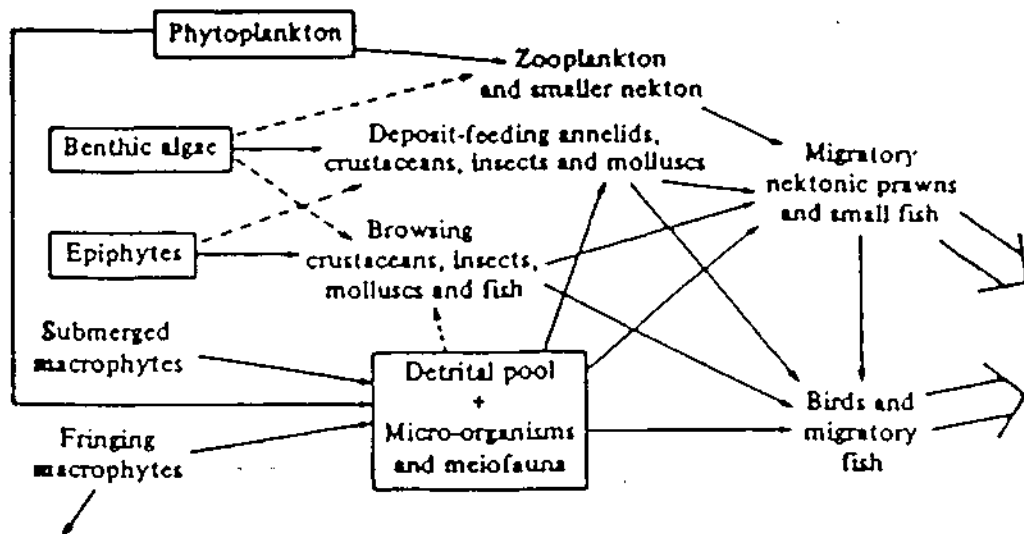 Phytoplankton
Zooplankton
and smaller nekton
Benthic algae
Deposit-feeding annelids,
crustaceans, insects and molluscs
Migratory
nektonic prawns
and small fish
Epiphytes
Browsing
crustaceans, insects,
molluscs and fish
Submerged
macrophytes
Detrital pool
+
Micro-organisms
and meiofauna
Birds and
migratory
fish
Fringing
macrophytes